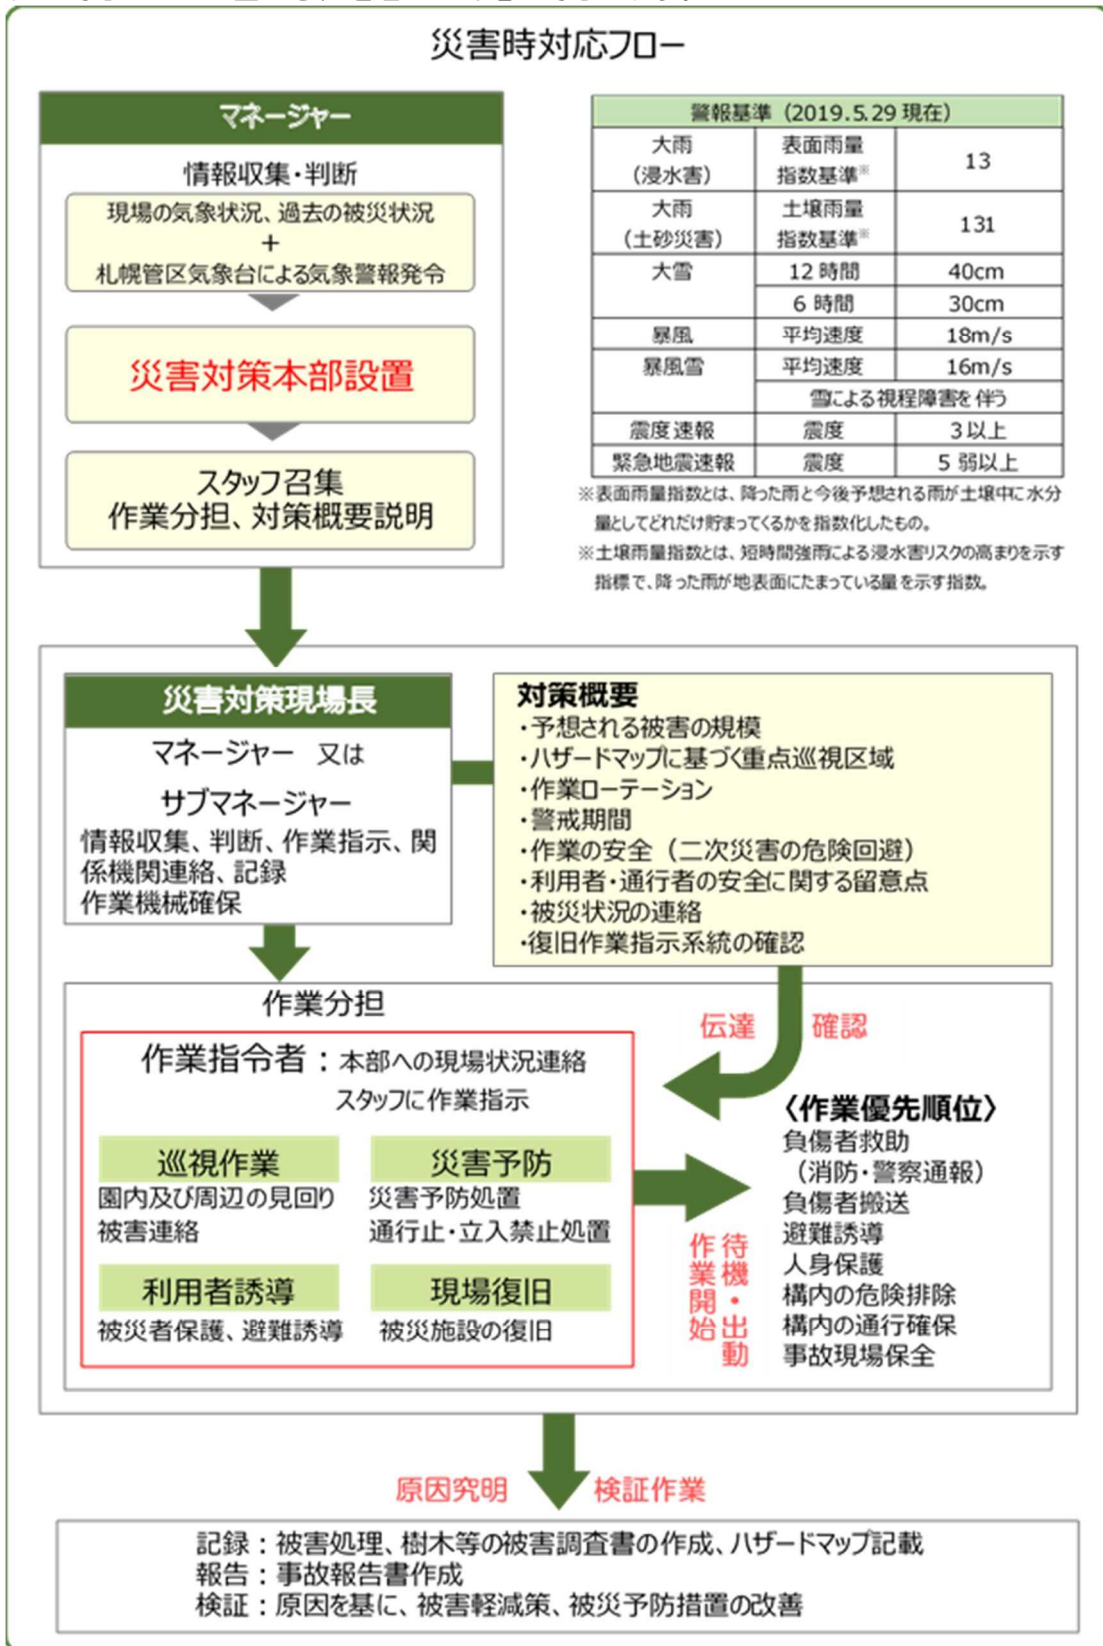 災害時対応フロー
マネージャー
情報収集・判断
現場の気象状況、過去の被災状況
+
札幌管区気象台による気象警報発令
災害対策本部設置
スタッフ召集
作業分担、対策概要説明
警報基準（2019.5.29 現在）
大雨
（浸水害）
表面雨量
指数基準※
13
大雨
（土砂災害）
土壌雨量
指数基準※
131
大雪 12 時間 40cm
6 時間 30cm
暴風 平均速度 18m/s
暴風雪 平均速度 16m/s
雪による視程障害を伴う
震度速報 震度 3 以上
緊急地震速報 震度 5 弱以上
※表面雨量指数とは、降った雨と今後予想される雨が土壌中に水分
量としてどれだけ貯まってくるかを指数化したもの。
※土壌雨量指数とは、短時間強雨による浸水害リスクの高まりを示す
指標で、降った雨が地表面にたまっている量を示す指数。
災害対策現場長
マネージャー 又は
サブマネージャー
情報収集、判断、作業指示、関
係機関連絡、記録
作業機械確保
対策概要
・予想される被害の規模
・ハザードマップに基づく重点巡視区域
・作業ローテーション
・警戒期間
・作業の安全（二次災害の危険回避）
・利用者・通行者の安全に関する留意点
・被災状況の連絡
・復旧作業指示系統の確認
伝達 確認
作業分担
作業指令者：本部への現場状況連絡
スタッフに作業指示
巡視作業
園内及び周辺の見回り
被害連絡
災害予防
災害予防処置
通行止・立入禁止処置
利用者誘導
被災者保護、避難誘導
現場復旧
被災施設の復旧
待機・出動
作業開始
〈作業優先順位〉
負傷者救助
（消防・警察通報）
負傷者搬送
避難誘導
人身保護
構内の危険排除
構内の通行確保
事故現場保全
原因究明 検証作業
記録：被害処理、樹木等の被害調査書の作成、ハザードマップ記載
報告：事故報告書作成
検証：原因を基に、被害軽減策、被災予防措置の改善